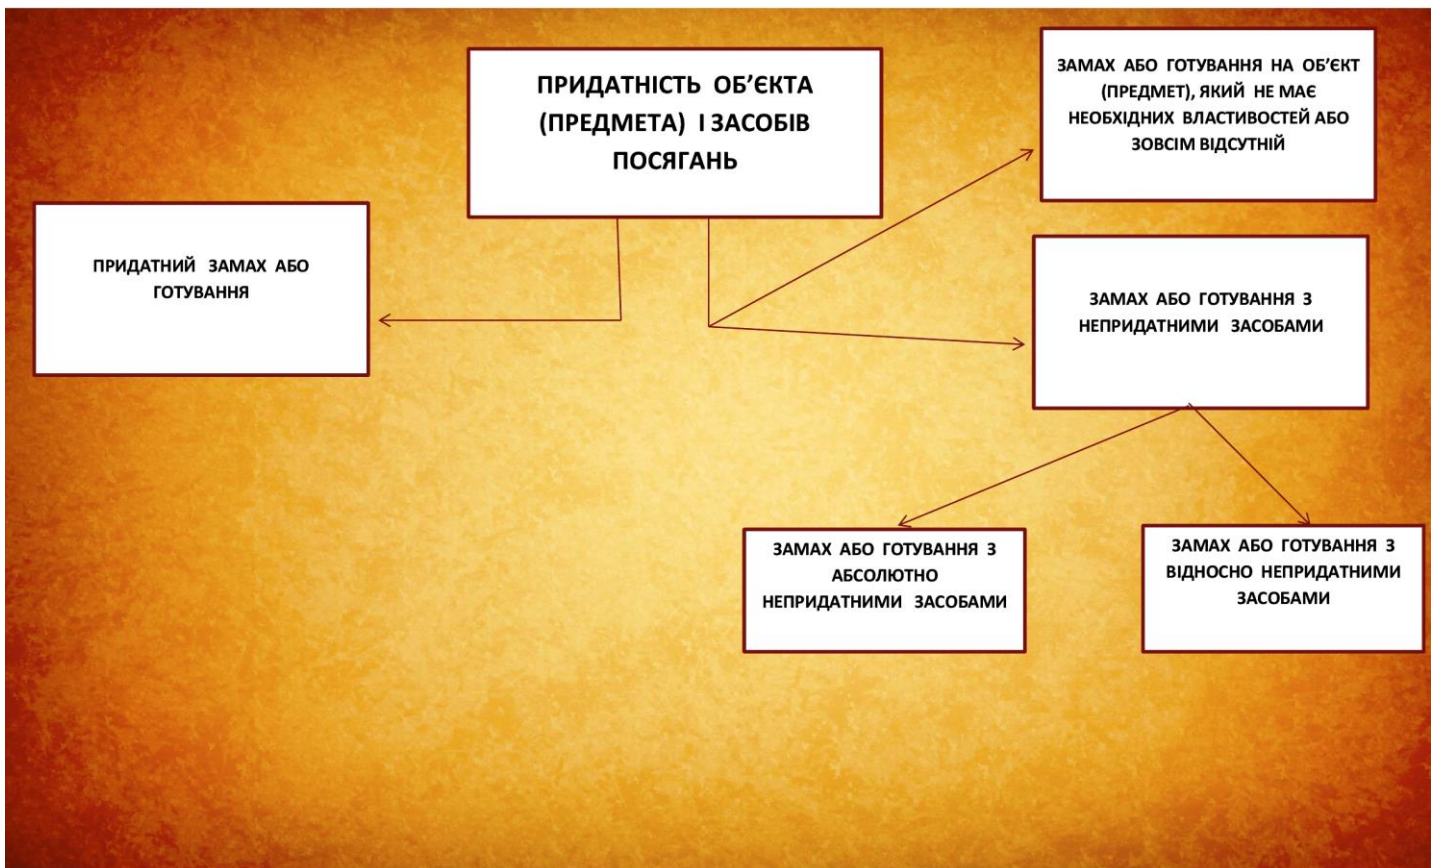 ПРИДАТНІСТЬ ОБ’ЄКТА
(ПРЕДМЕТА) І ЗАСОБІВ
ПОСЯГАНЬ
ЗАМАХ АБО ГОТУВАННЯ НА ОБ’ЄКТ
(ПРЕДМЕТ), ЯКИЙ НЕ МАЄ
НЕОБХІДНИХ ВЛАСТИВОСТЕЙ АБО
ЗОВСІМ ВІДСУТНІЙ
ПРИДАТНИЙ ЗАМАХ АБО
ГОТУВАННЯ
ЗАМАХ АБО ГОТУВАННЯ З
НЕПРИДАТНИМИ ЗАСОБАМИ
ЗАМАХ АБО ГОТУВАННЯ З
АБСОЛЮТНО
НЕПРИДАТНИМИ ЗАСОБАМИ
ЗАМАХ АБО ГОТУВАННЯ З
ВІДНОСНО НЕПРИДАТНИМИ
ЗАСОБАМИ